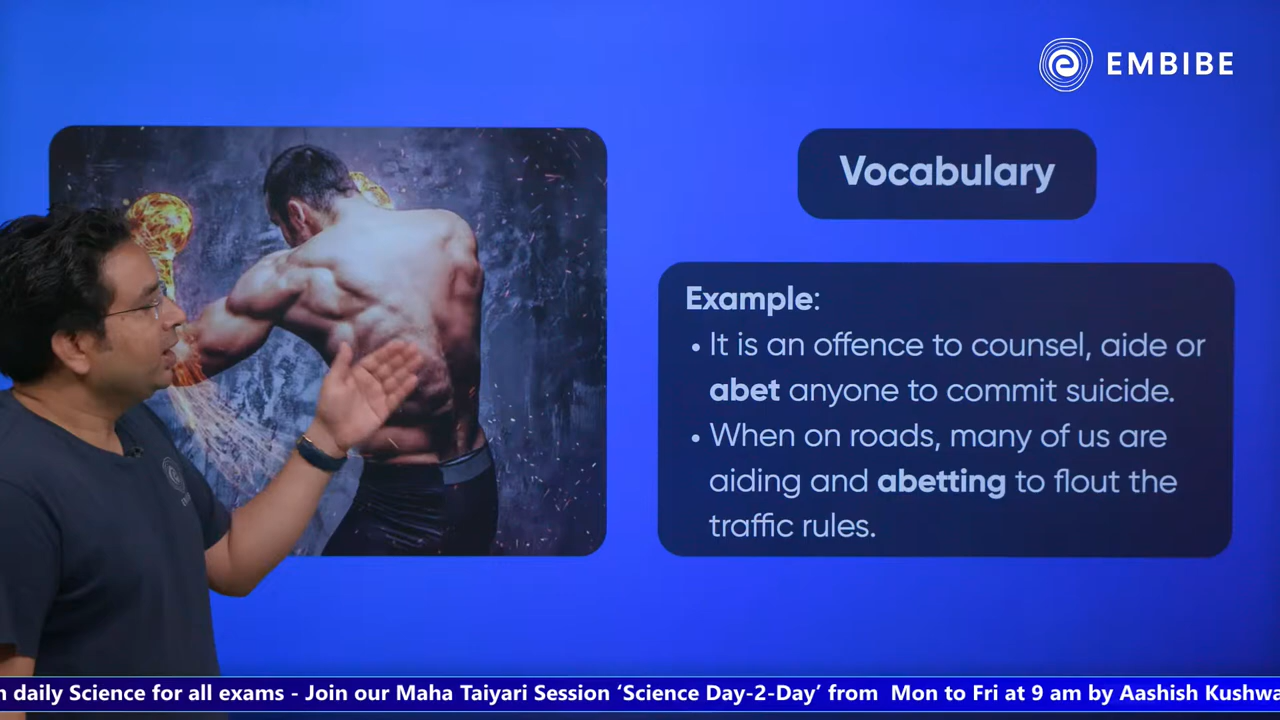 EMBIBE
Vocabulary
Example:
• It is an offence to counsel, aide or
abet anyone to commit suicide.
• When on roads, many of us are
aiding and abetting to flout the
traffic rules.
daily Science for all exams - Join our Maha Taiyari Session ‘Science Day-2-Day’ from Mon to Fri at 9 am by Aashish